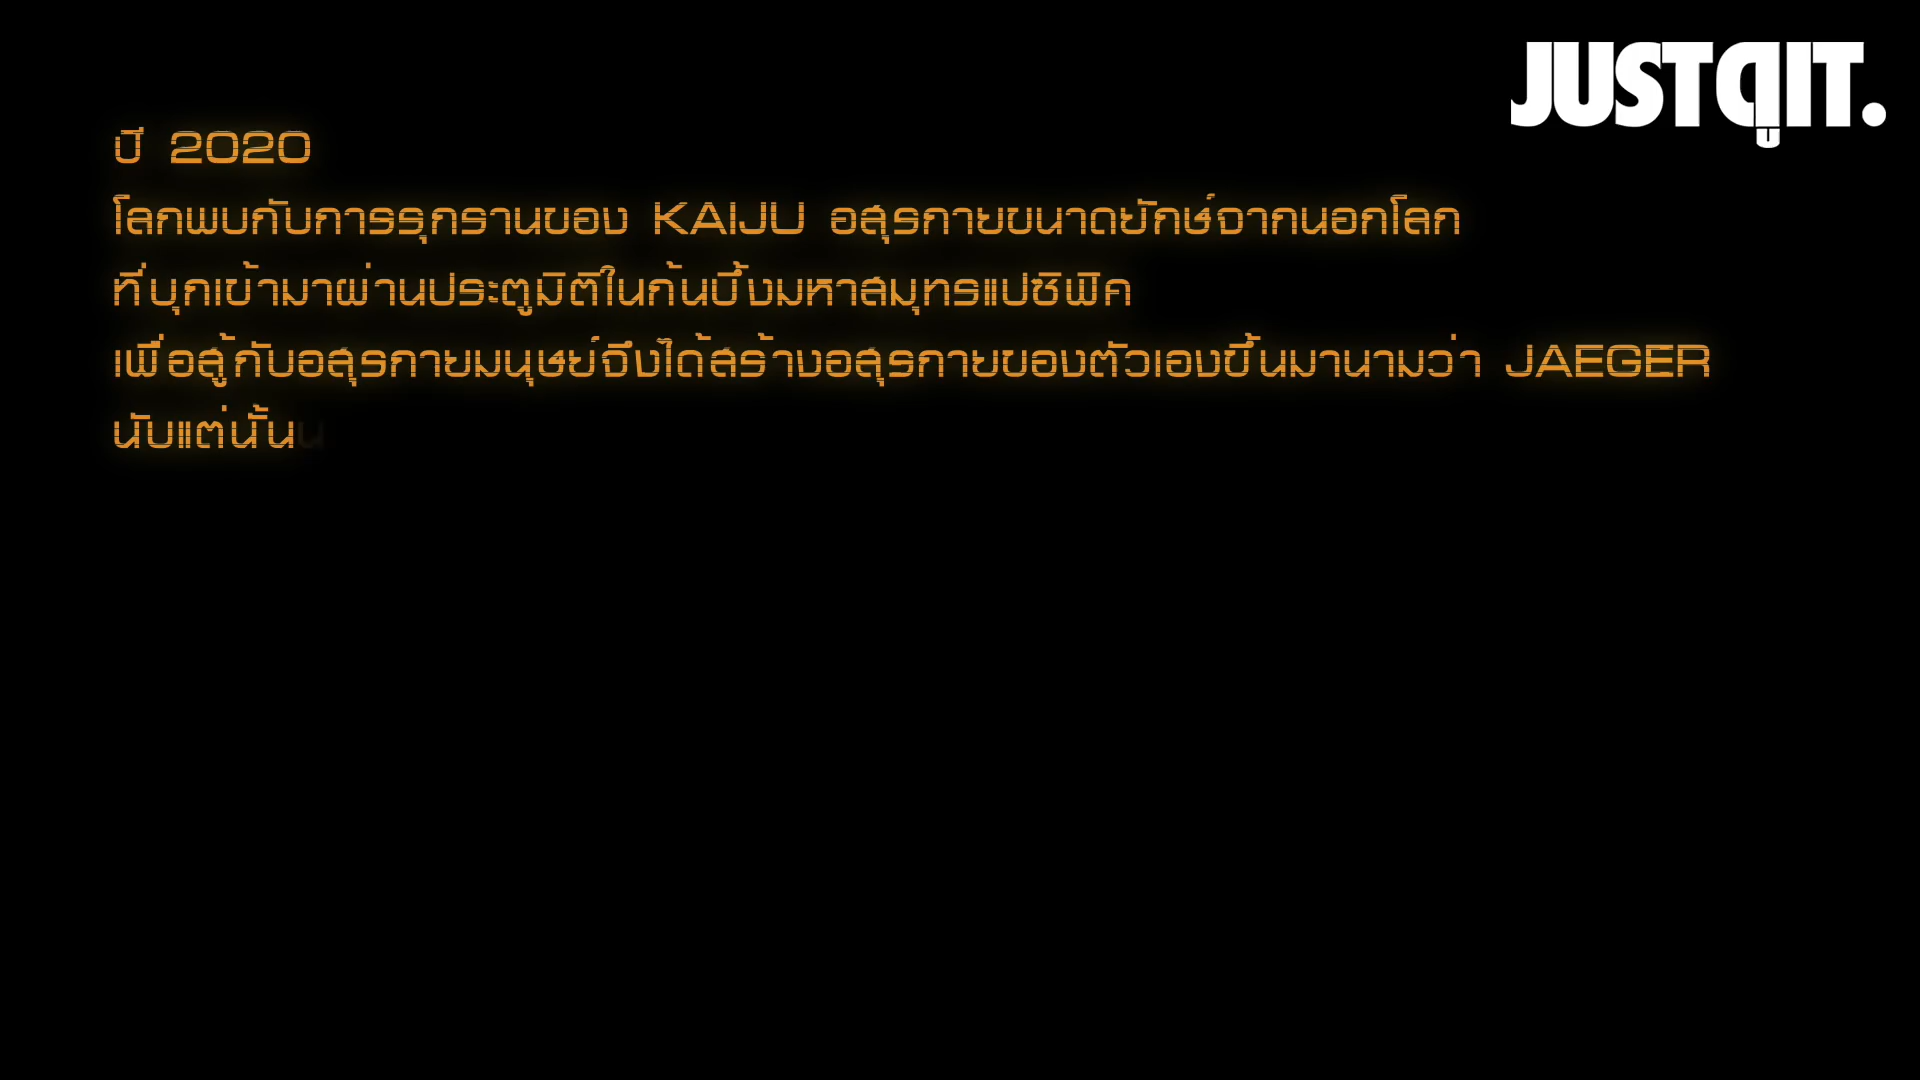 JUSTดูIT.
ปี 2020
โลกพบกับการรุกรานของ KAIJU อสุรกายขนาดยักษ์จากนอกโลก
ที่บุกเข้ามาผ่านประตูมิติในก้นบึ้งมหาสมุทรแปซิฟิค
เพื่อสู้กับอสุรกายมนุษย์จึงได้สร้างอสุรกายของตัวเองขึ้นมานามว่า JAEGER
นับแต่นั้นน